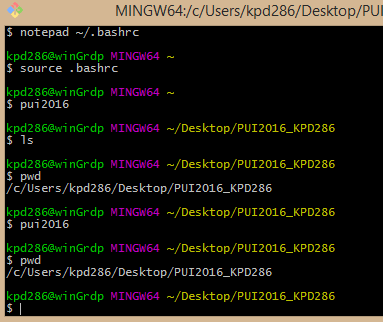 MINGW64:/c/Users/kpd286/Desktop/PUI
$ notepad ~/.bashrc
kpd286@winGrdp MINGW64 ~
$ source .bashrc
kpd286@winGrdp MINGW64 ~
$ pui2016
kpd286@winGrdp MINGW64 ~/Desktop/PUI2016_KPD286
$ ls
kpd286@winGrdp MINGW64 ~/Desktop/PUI2016_KPD286
$ pwd
/c/Users/kpd286/Desktop/PUI2016_KPD286
kpd286@winGrdp MINGW64 ~/Desktop/PUI2016_KPD286
$ pui2016
kpd286@winGrdp MINGW64 ~/Desktop/PUI2016_KPD286
$ pwd
/c/Users/kpd286/Desktop/PUI2016_KPD286
kpd286@winGrdp MINGW64 ~/Desktop/PUI2016_KPD286
$